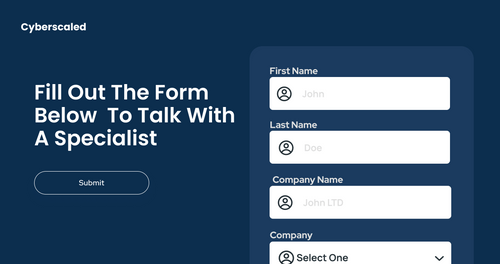 Cyberscaled
Fill Out The Form
Below To Talk With
A Specialist
Submit
First Name
John
Last Name
Doe
Company Name
John LTD
Company
Select One